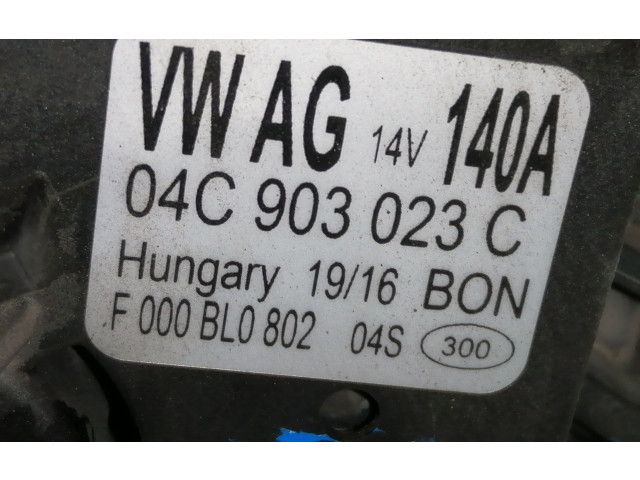 VW AG 14V 140A
04C 903 023 C
Hungary 19/16 BON
F 000 BL0 802 04S 300